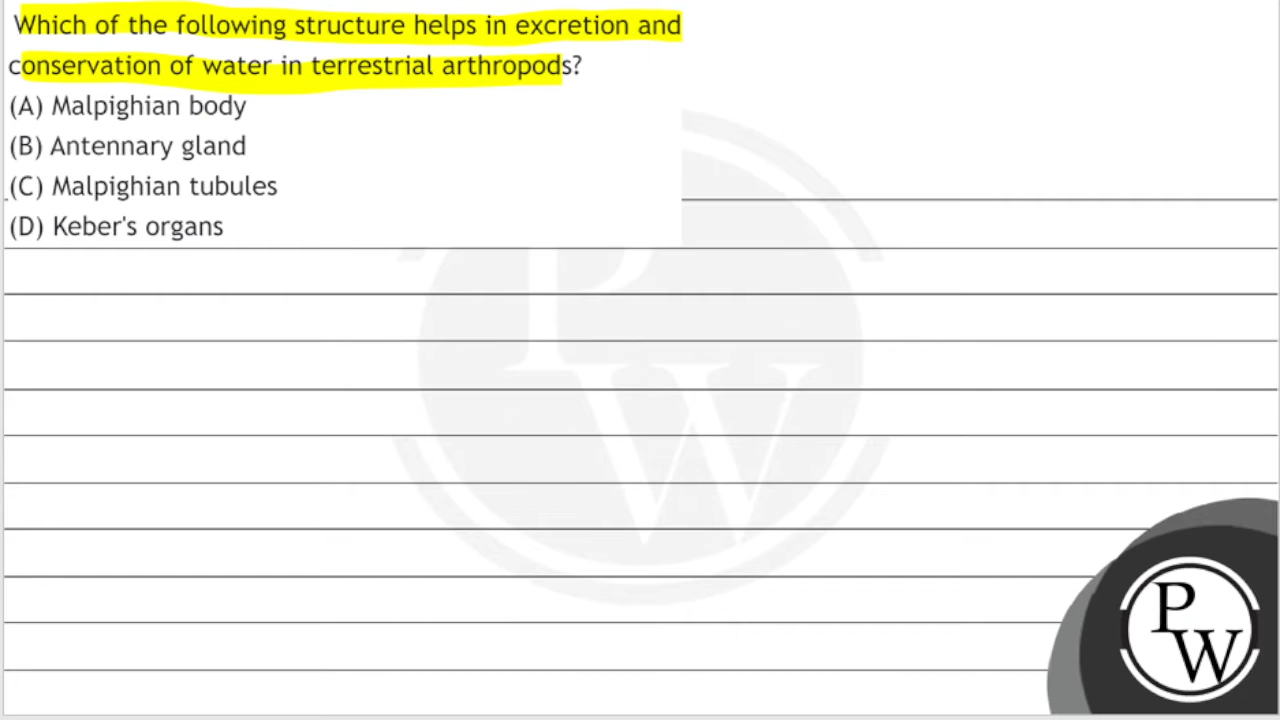 Which of the following structure helps in excretion and
conservation of water in terrestrial arthropods?
(A) Malpighian body
(B) Antennary gland
(C) Malpighian tubules
(D) Keber's organs
P
W
P
W